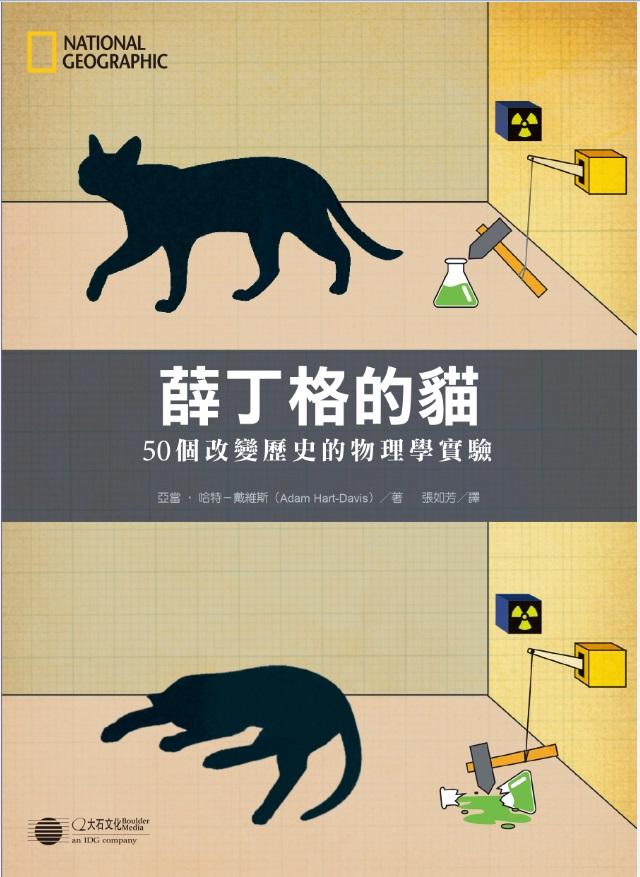 NATIONAL
GEOGRAPHIC
薛丁格的貓
50個改變歷史的物理學實驗
亞當・哈特－戴維斯（Adam Hart-Davis）／著 張如芳／譯
大石文化 Boulder Media
an IDG company